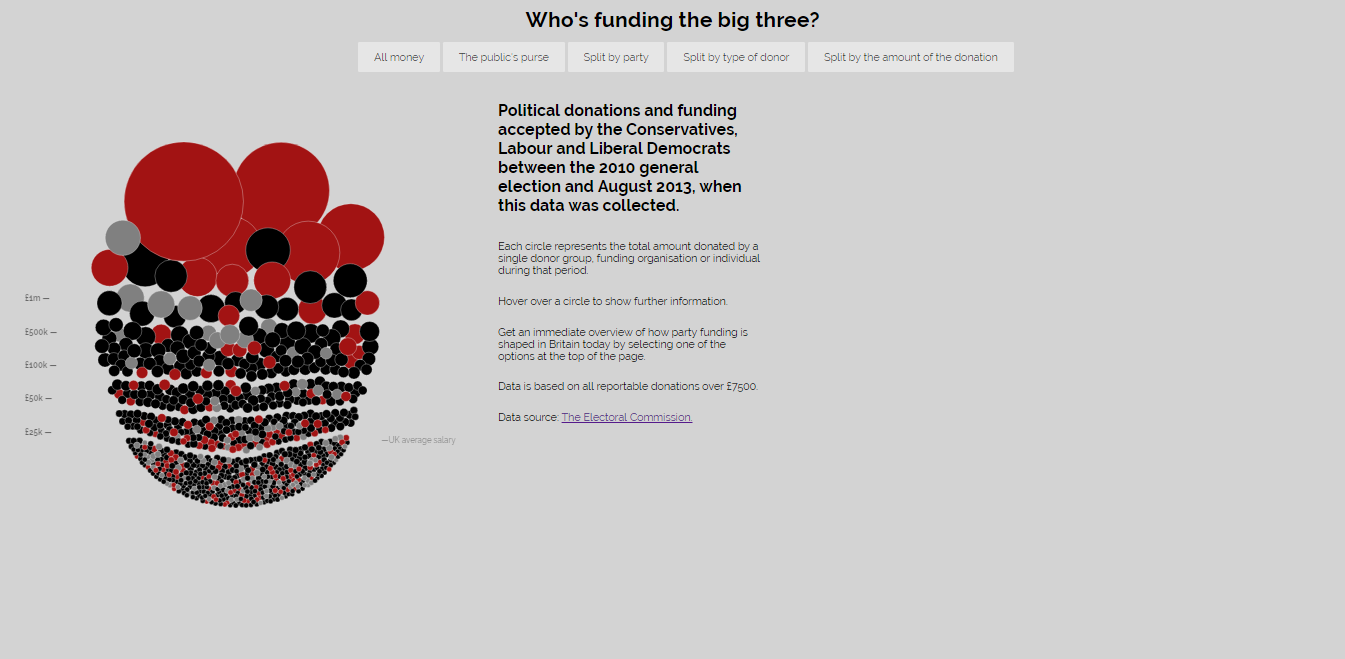 Who's funding the big three?
All money
The public's purse
Split by party
Split by type of donor
Split by the amount of the donation
Political donations and funding
accepted by the Conservatives,
Labour and Liberal Democrats
between the 2010 general
election and August 2013, when
this data was collected.
Each circle represents the total amount donated by a
single donor group, funding organisation or individual
during that period.
Hover over a circle to show further information.
Get an immediate overview of how party funding is
shaped in Britain today by selecting one of the
options at the top of the page.
Data is based on all reportable donations over £7500.
Data source: The Electoral Commission.
£1m —
£500k —
£100k —
£50k —
£25k —
—UK average salary